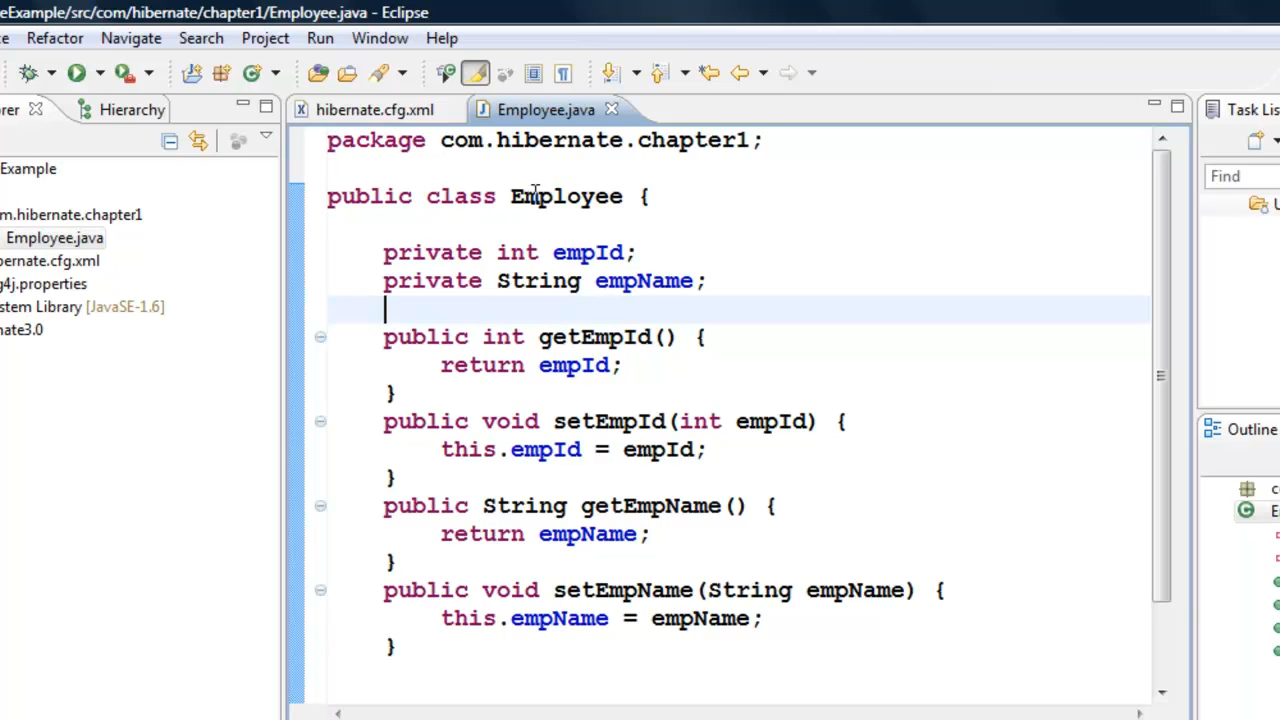 eExample/src/com/hibernate/chapter1/Employee.java - Eclipse
e Refactor Navigate Search Project Run Window Help
rer Hierarchy
hibernate.cfg.xml Employee.java
Task Lis
Example
m.hibernate.chapter1
Employee.java
bernate.cfg.xml
g4j.properties
stem Library [JavaSE-1.6]
nate3.0
package com.hibernate.chapter1;
public class Employee {
private int empId;
private String empName;
public int getEmpId() {
return empId;
}
public void setEmpId(int empId) {
this.empId = empId;
}
public String getEmpName() {
return empName;
}
public void setEmpName(String empName) {
this.empName = empName;
}
Find
U
Outline
c
E